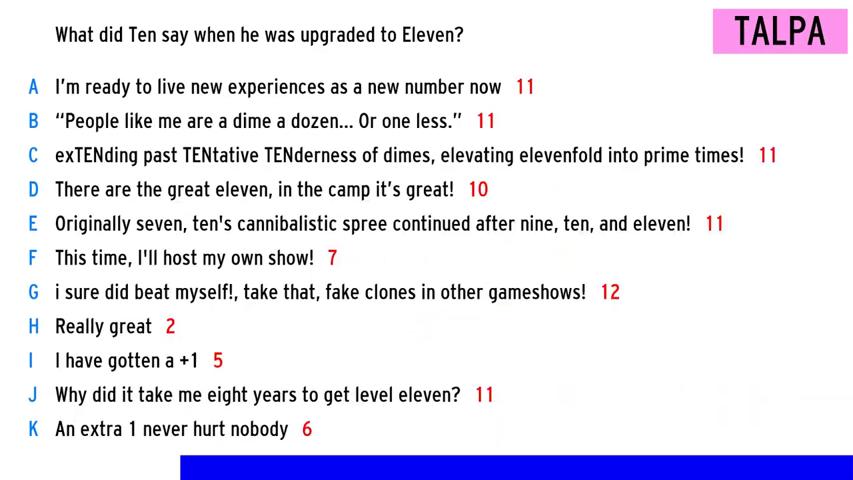 What did Ten say when he was upgraded to Eleven?
TALPA
A I'm ready to live new experiences as a new number now 11
B “People like me are a dime a dozen... Or one less.” 11
C exTENding past TENtative TENderness of dimes, elevating elevenfold into prime times! 11
D There are the great eleven, in the camp it's great! 10
E Originally seven, ten's cannibalistic spree continued after nine, ten, and eleven! 11
F This time, I'll host my own show! 7
G i sure did beat myself!, take that, fake clones in other gameshows! 12
H Really great 2
I I have gotten a +1 5
J Why did it take me eight years to get level eleven? 11
K An extra 1 never hurt nobody 6